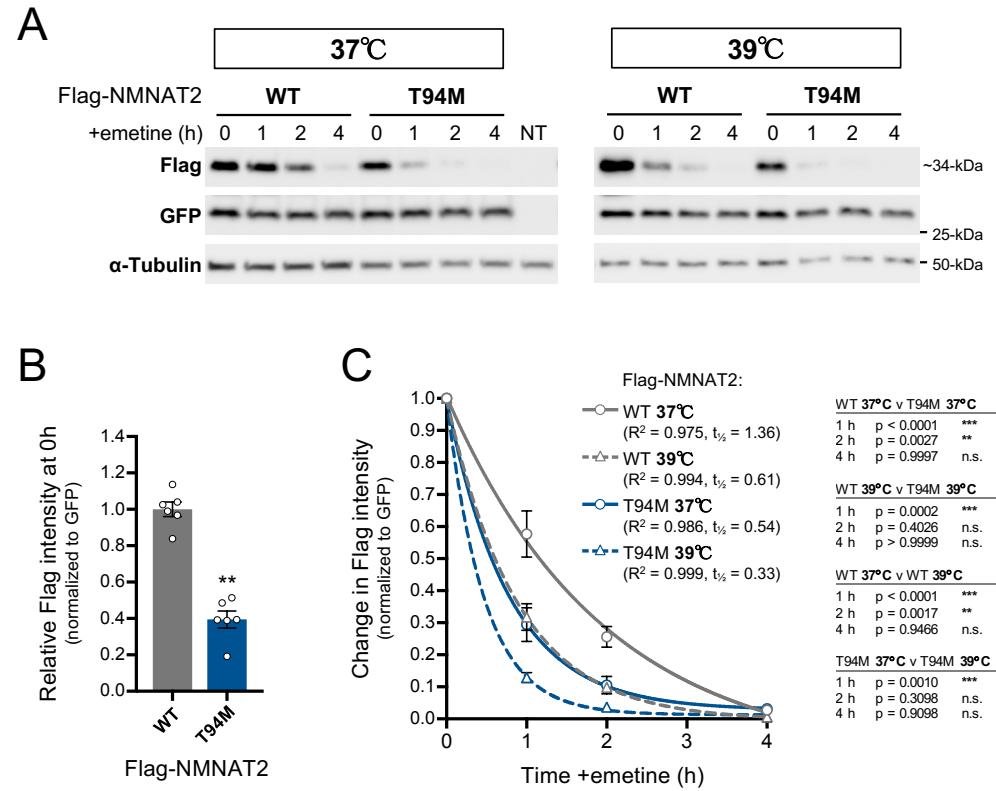 A
37℃
39℃
Flag-NMNAT2
WT
T94M
WT
T94M
+emetine (h)
0 1 2 4 0 1 2 4 NT
0 1 2 4 0 1 2 4
Flag
~34-kDa
GFP
25-kDa
α-Tubulin
50-kDa
B
Relative Flag intensity at 0h
(normalized to GFP)
1.4
1.2
1.0
0.8
0.6
0.4
0.2
0.0
**
WT
T94M
Flag-NMNAT2
C
Change in Flag intensity
(normalized to GFP)
1.0
0.9
0.8
0.7
0.6
0.5
0.4
0.3
0.2
0.1
0.0
0 1 2 3 4
Time +emetine (h)
Flag-NMNAT2:
WT 37℃
(R² = 0.975, t½ = 1.36)
WT 39℃
(R² = 0.994, t½ = 0.61)
T94M 37℃
(R² = 0.986, t½ = 0.54)
T94M 39℃
(R² = 0.999, t½ = 0.33)
WT 37°C v T94M 37°C
1 h p < 0.0001 ***
2 h p = 0.0027 **
4 h p = 0.9997 n.s.
WT 39°C v T94M 39°C
1 h p = 0.0002 ***
2 h p = 0.4026 n.s.
4 h p > 0.9999 n.s.
WT 37°C v WT 39°C
1 h p < 0.0001 ***
2 h p = 0.0017 **
4 h p = 0.9466 n.s.
T94M 37°C v T94M 39°C
1 h p = 0.0010 ***
2 h p = 0.3098 n.s.
4 h p = 0.9098 n.s.